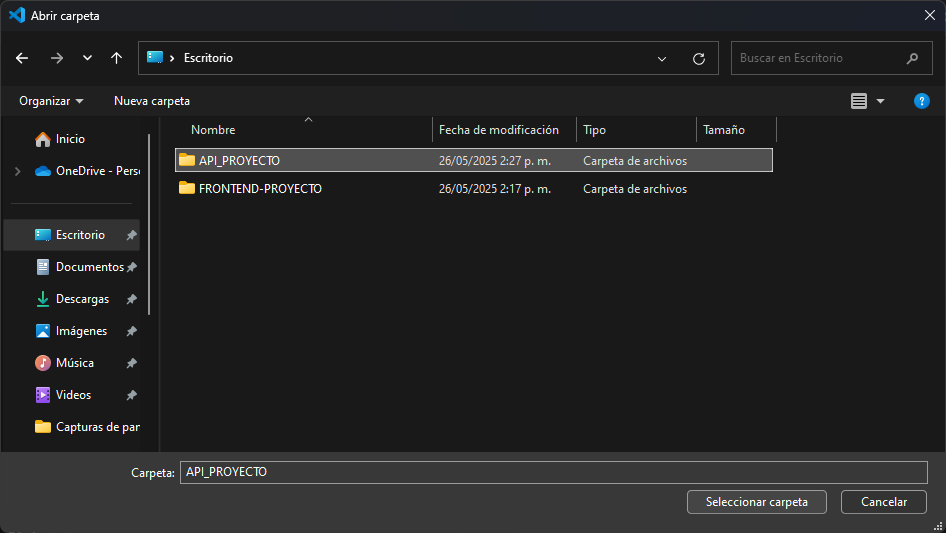 Abrir carpeta
Escritorio
Buscar en Escritorio
Organizar
Nueva carpeta
Inicio
OneDrive - Perso
Escritorio
Documentos
Descargas
Imágenes
Música
Videos
Capturas de pan
Nombre Fecha de modificación Tipo Tamaño
API_PROYECTO 26/05/2025 2:27 p. m. Carpeta de archivos
FRONTEND-PROYECTO 26/05/2025 2:17 p. m. Carpeta de archivos
Carpeta: API_PROYECTO
Seleccionar carpeta Cancelar